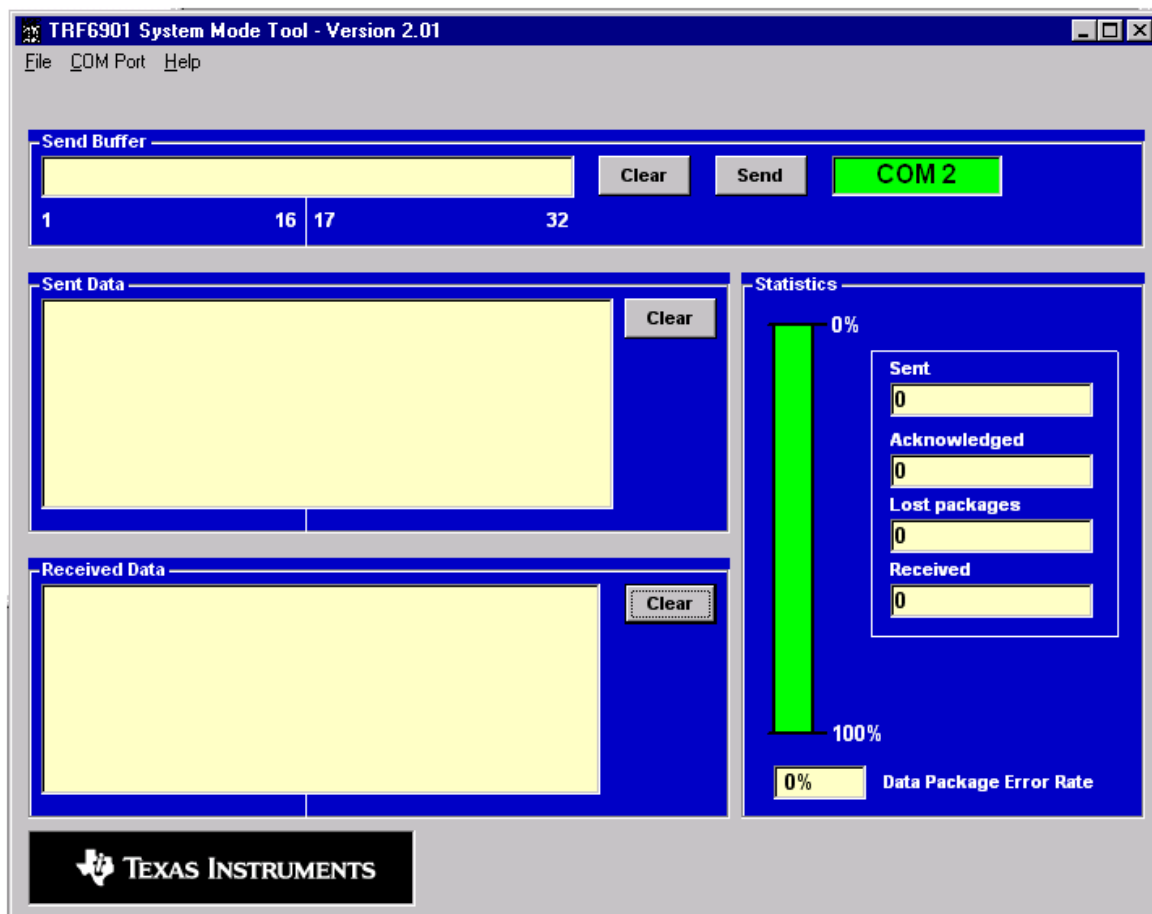 TRF6901 System Mode Tool - Version 2.01
File COM Port Help
Send Buffer
Clear Send COM 2
1 16 17 32
Sent Data
Clear
Statistics
0%
Sent
0
Acknowledged
0
Lost packages
0
Received
0
100%
0% Data Package Error Rate
Received Data
Clear
TEXAS INSTRUMENTS